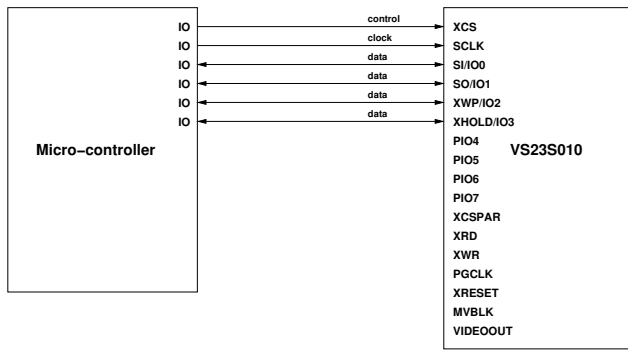 control
IO XCS
clock
IO SCLK
data
IO SI/IO0
data
IO SO/IO1
data
IO XWP/IO2
data
IO XHOLD/IO3
PIO4
Micro-controller VS23S010
PIO5
PIO6
PIO7
XCSPAR
XRD
XWR
PGCLK
XRESET
MVBLK
VIDEOOUT